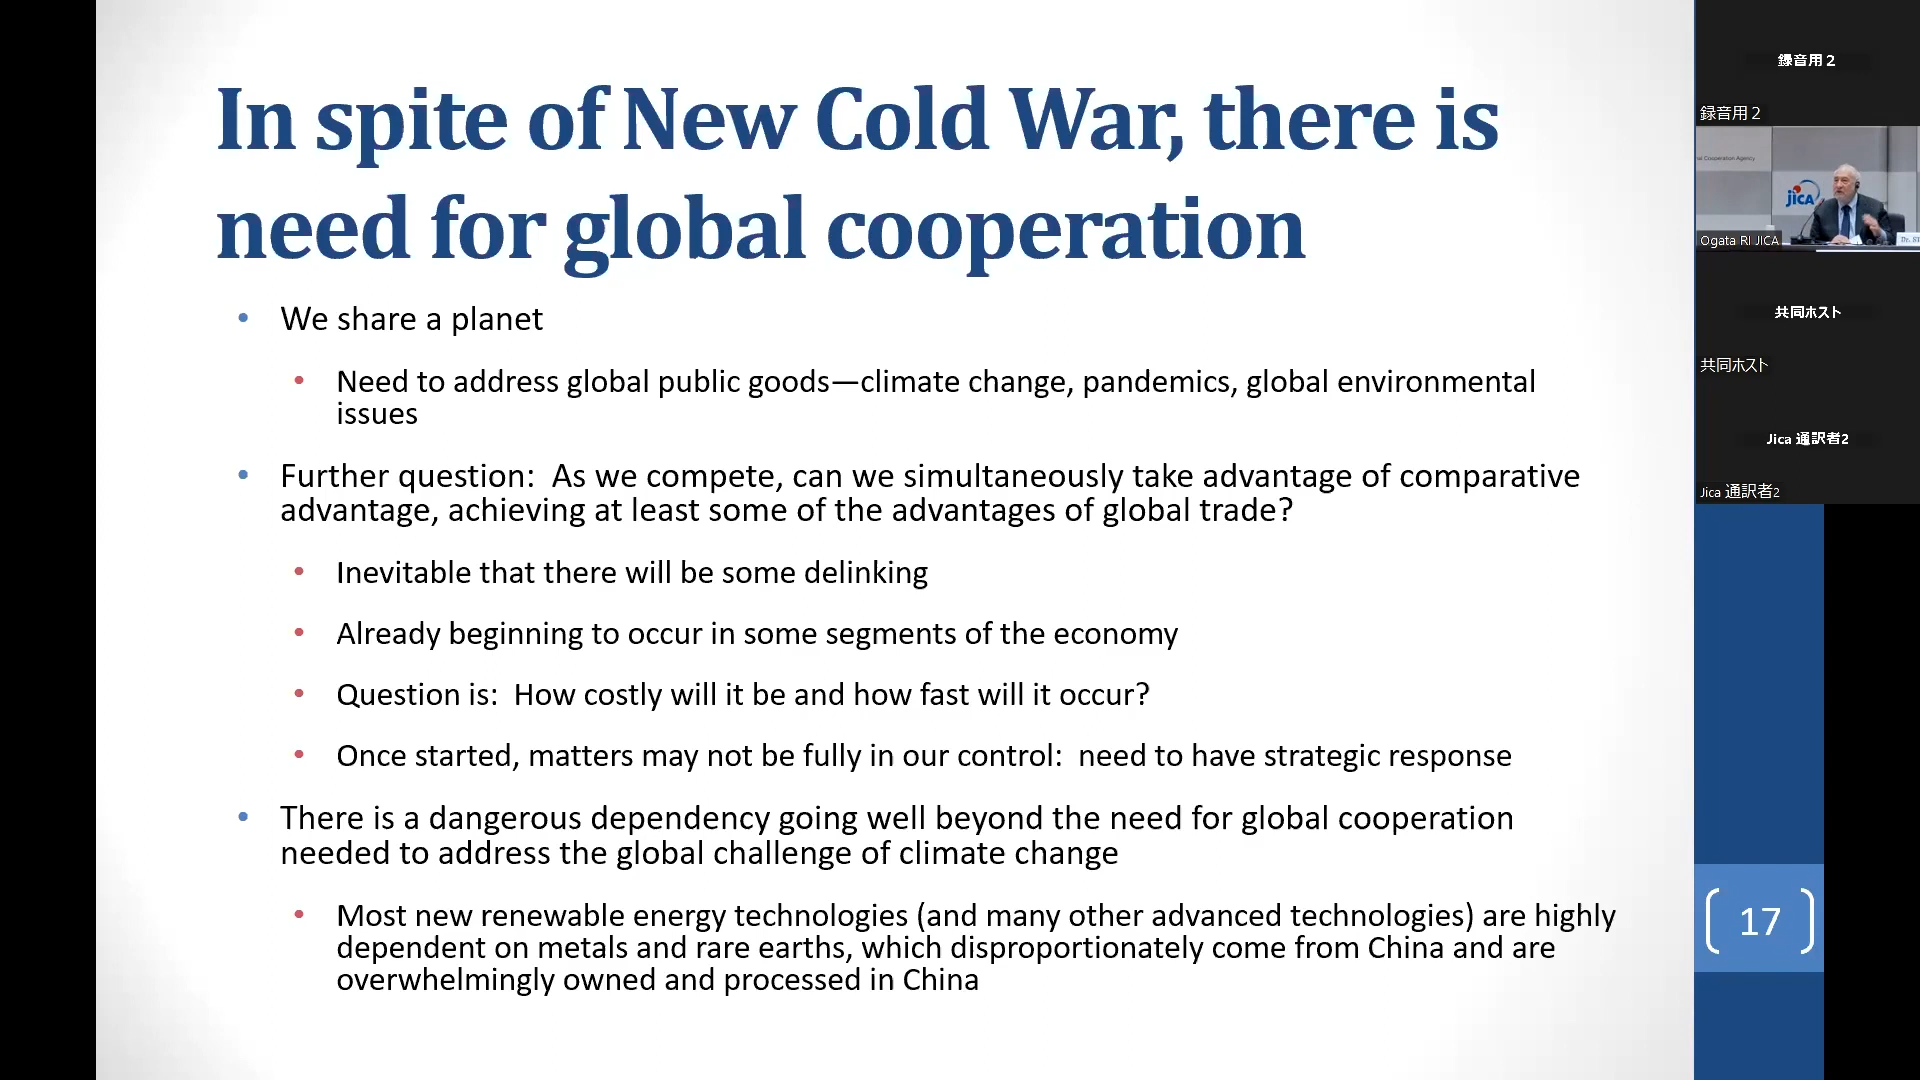 In spite of New Cold War, there is
need for global cooperation
• We share a planet
• Need to address global public goods—climate change, pandemics, global environmental
issues
• Further question:  As we compete, can we simultaneously take advantage of comparative
advantage, achieving at least some of the advantages of global trade?
• Inevitable that there will be some delinking
• Already beginning to occur in some segments of the economy
• Question is:  How costly will it be and how fast will it occur?
• Once started, matters may not be fully in our control:  need to have strategic response
• There is a dangerous dependency going well beyond the need for global cooperation
needed to address the global challenge of climate change
• Most new renewable energy technologies (and many other advanced technologies) are highly
dependent on metals and rare earths, which disproportionately come from China and are
overwhelmingly owned and processed in China
17
録音用２
録音用２
Cooperation Agency
jICA
Dr.
Ogata RI JICA
共同ホスト
共同ホスト
Jica 通訳者2
Jica 通訳者2